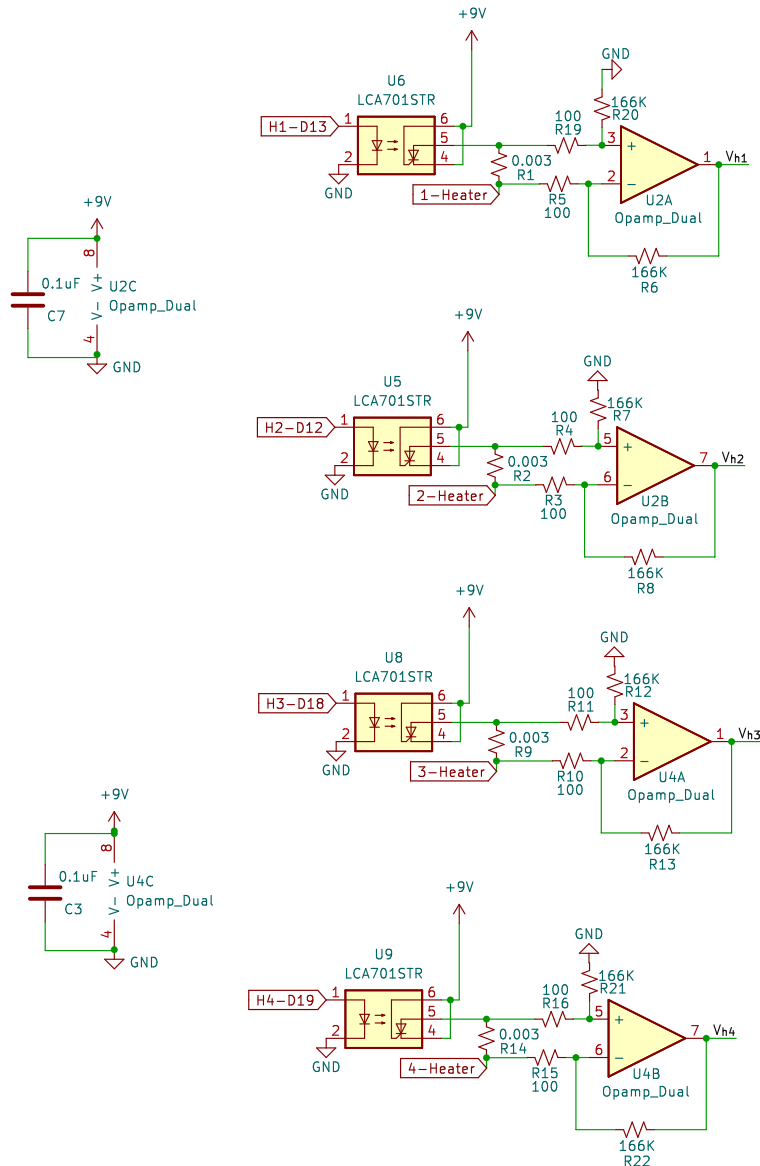 +9V
GND
U6
LCA701STR
166K
R20
H1-D13
1
2
GND
6
5
4
100
R19
3
+
1
Vh1
0.003
R1
1-Heater
R5
100
2
−
U2A
Opamp_Dual
166K
R6
+9V
8
V+
V-
4
0.1uF
C7
U2C
Opamp_Dual
GND
+9V
GND
U5
LCA701STR
166K
R7
H2-D12
1
2
GND
6
5
4
100
R4
5
+
7
Vh2
0.003
R2
2-Heater
R3
100
6
−
U2B
Opamp_Dual
166K
R8
+9V
GND
U8
LCA701STR
166K
R12
H3-D18
1
2
GND
6
5
4
100
R11
3
+
1
Vh3
0.003
R9
3-Heater
R10
100
2
−
U4A
Opamp_Dual
166K
R13
+9V
8
V+
V-
4
0.1uF
C3
U4C
Opamp_Dual
GND
+9V
GND
U9
LCA701STR
166K
R21
H4-D19
1
2
GND
6
5
4
100
R16
5
+
7
Vh4
0.003
R14
4-Heater
R15
100
6
−
U4B
Opamp_Dual
166K
R22